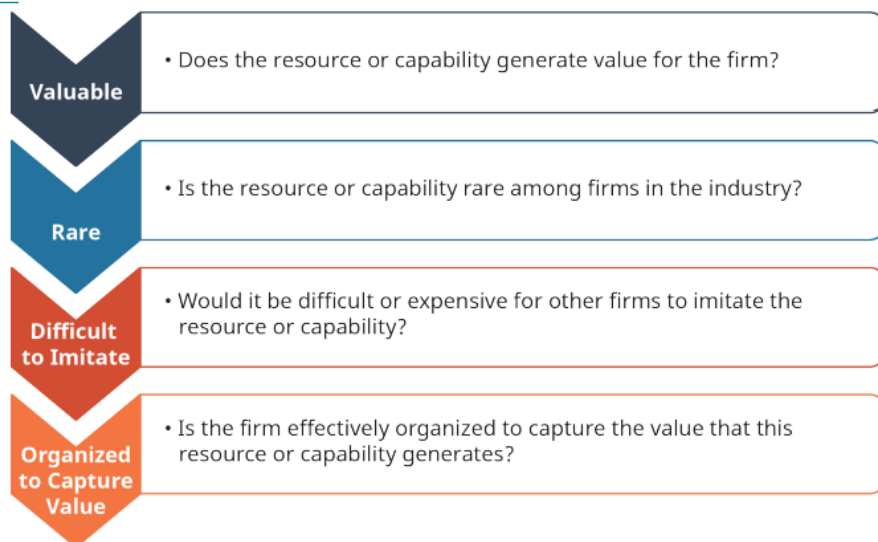 Valuable
• Does the resource or capability generate value for the firm?
Rare
• Is the resource or capability rare among firms in the industry?
Difficult
to Imitate
• Would it be difficult or expensive for other firms to imitate the
resource or capability?
Organized
to Capture
Value
• Is the firm effectively organized to capture the value that this
resource or capability generates?